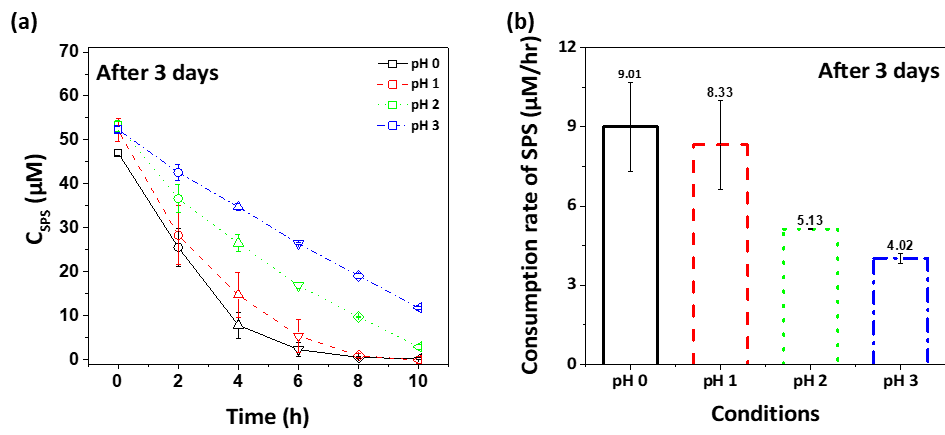 (a)
After 3 days
pH 0
pH 1
pH 2
pH 3
70
60
50
40
30
20
10
0
C_SPS (µM)
0 2 4 6 8 10
Time (h)
(b)
After 3 days
12
9
6
3
0
Consumption rate of SPS (µM/hr)
9.01
8.33
5.13
4.02
pH 0 pH 1 pH 2 pH 3
Conditions